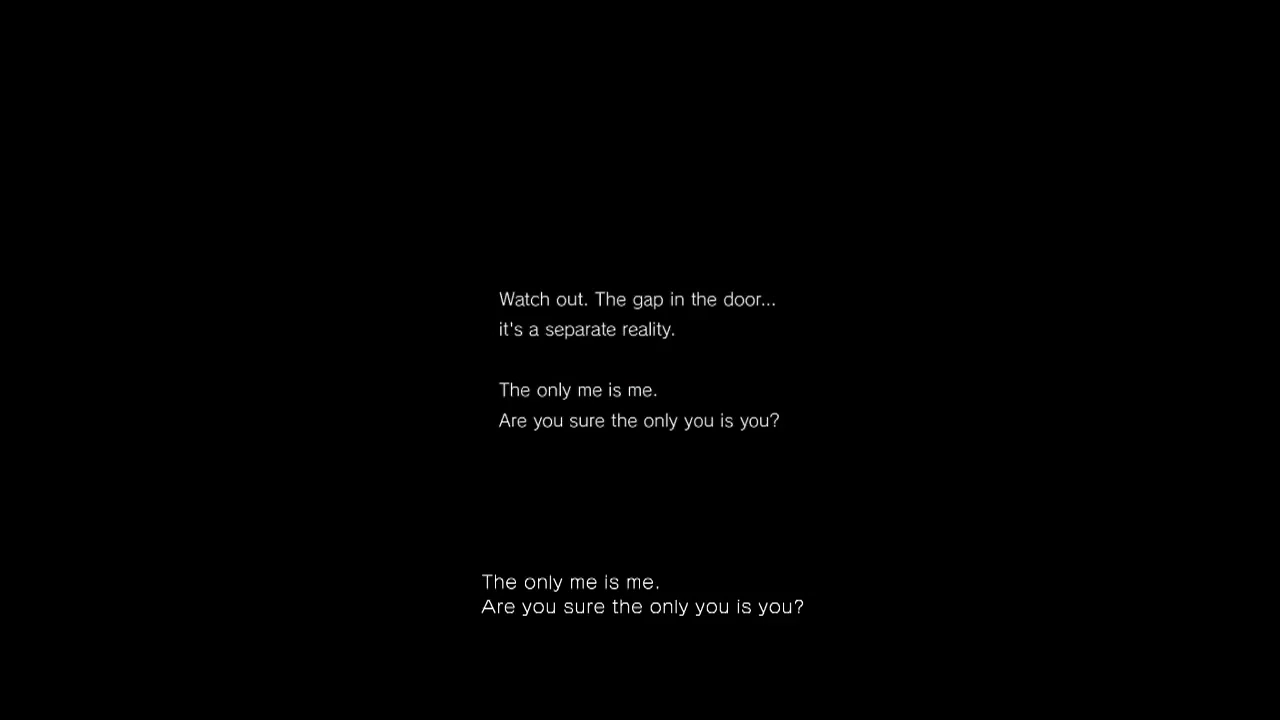 Watch out. The gap in the door...
it's a separate reality.
The only me is me.
Are you sure the only you is you?
The only me is me.
Are you sure the only you is you?